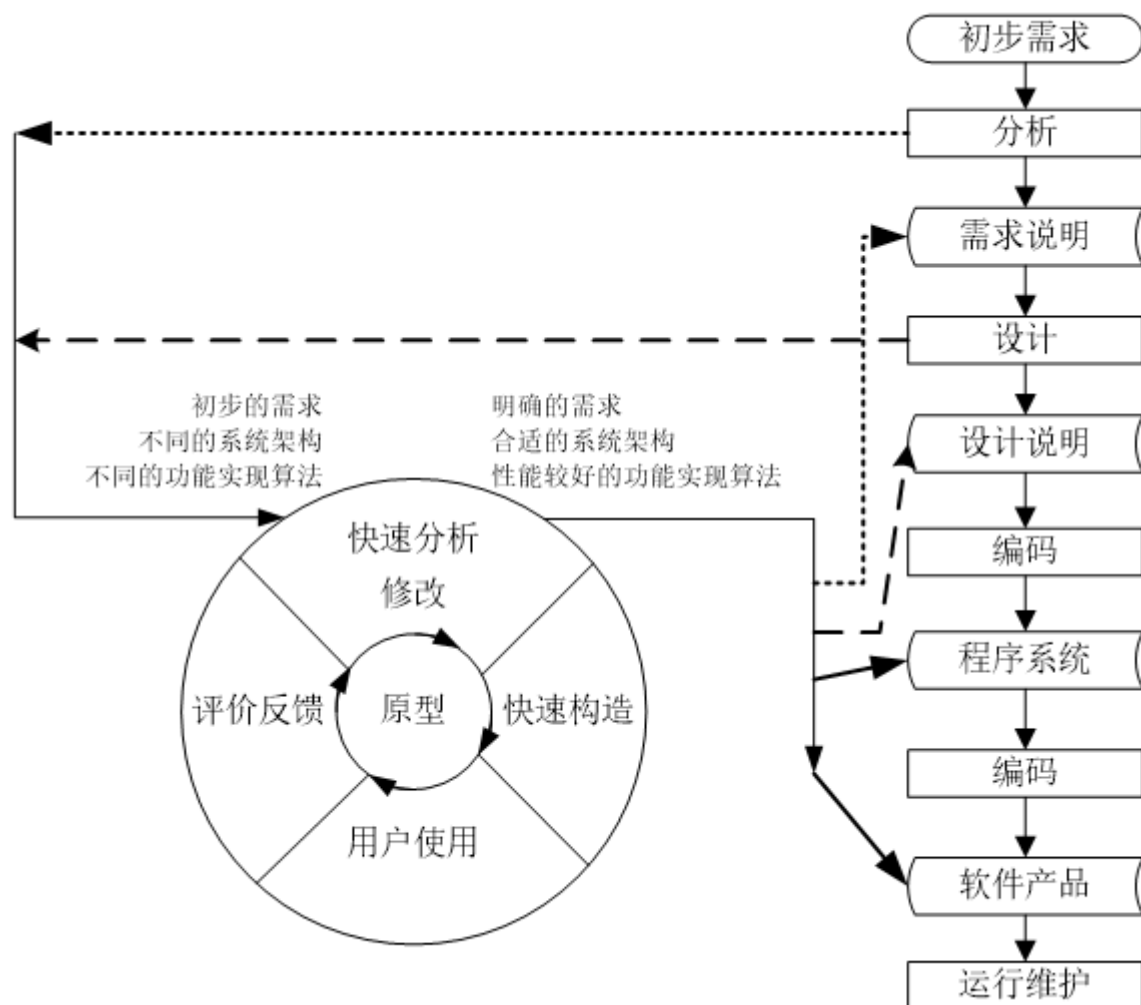 初步需求
分析
需求说明
设计
初步的需求
不同的系统架构
不同的功能实现算法
明确的需求
合适的系统架构
性能较好的功能实现算法
设计说明
快速分析
修改
编码
评价反馈
原型
快速构造
程序系统
编码
用户使用
软件产品
运行维护